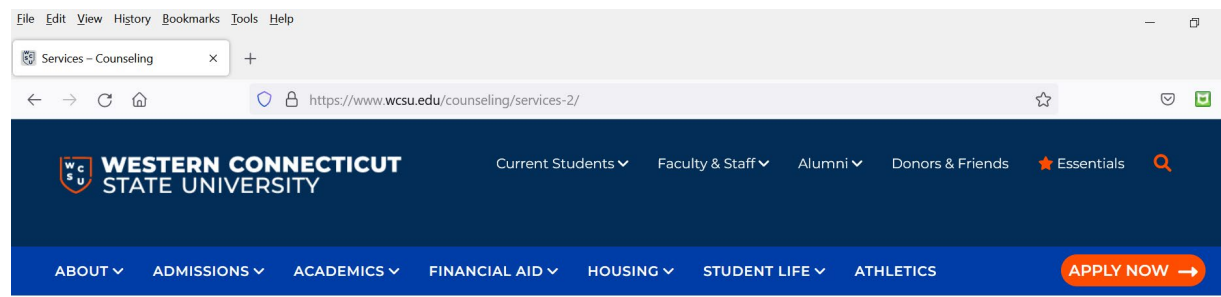 File Edit View History Bookmarks Tools Help
Services – Counseling
https://www.wcsu.edu/counseling/services-2/
WCSU WESTERN CONNECTICUT
STATE UNIVERSITY
Current Students Faculty & Staff Alumni Donors & Friends Essentials
ABOUT ADMISSIONS ACADEMICS FINANCIAL AID HOUSING STUDENT LIFE ATHLETICS APPLY NOW